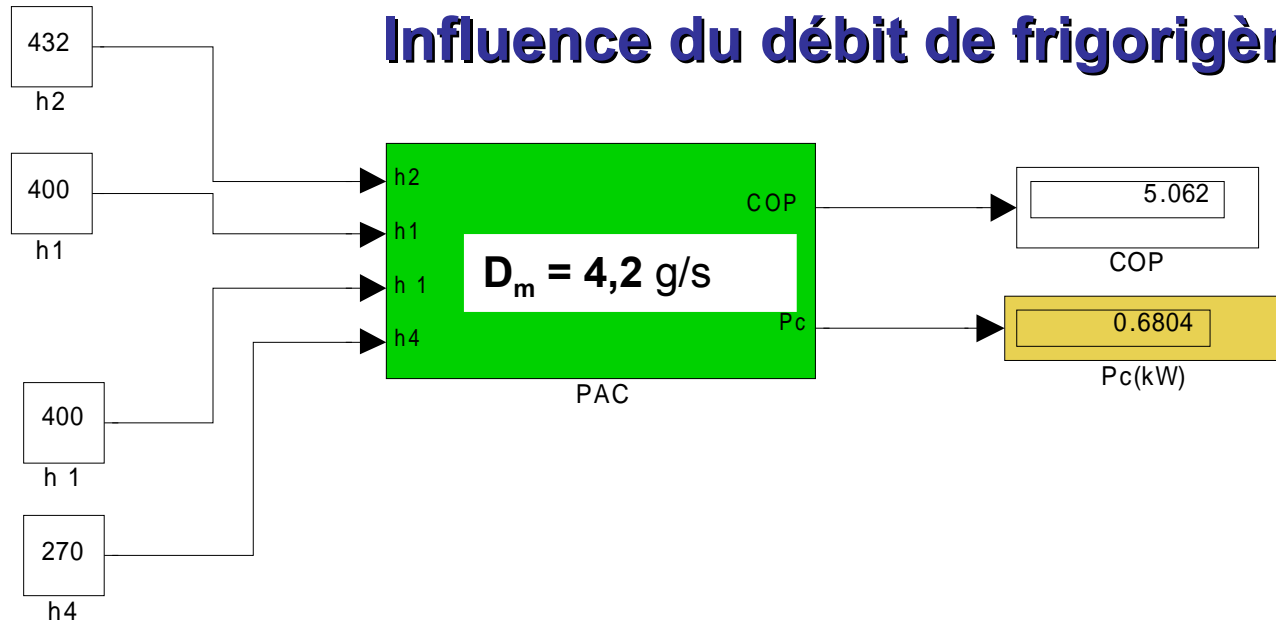 Influence du débit de frigorigèn
432
h2
400
h1
400
h 1
270
h4
h2
h1
h 1
h4
COP
Pc
Dm = 4,2 g/s
PAC
5.062
COP
0.6804
Pc(kW)